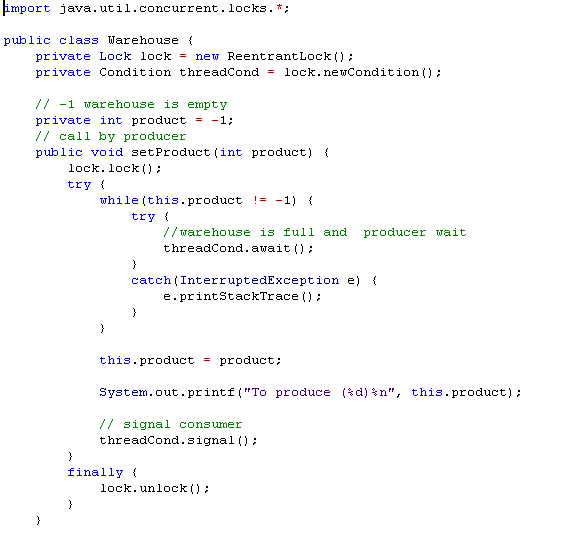 import java.util.concurrent.locks.*;
public class Warehouse {
private Lock lock = new ReentrantLock();
private Condition threadCond = lock.newCondition();
// -1 warehouse is empty
private int product = -1;
// call by producer
public void setProduct(int product) {
lock.lock();
try {
while(this.product != -1) {
try {
//warehouse is full and  producer wait
threadCond.await();
}
catch(InterruptedException e) {
e.printStackTrace();
}
}
this.product = product;
System.out.printf("To produce (%d)%n", this.product);
// signal consumer
threadCond.signal();
}
finally {
lock.unlock();
}
}